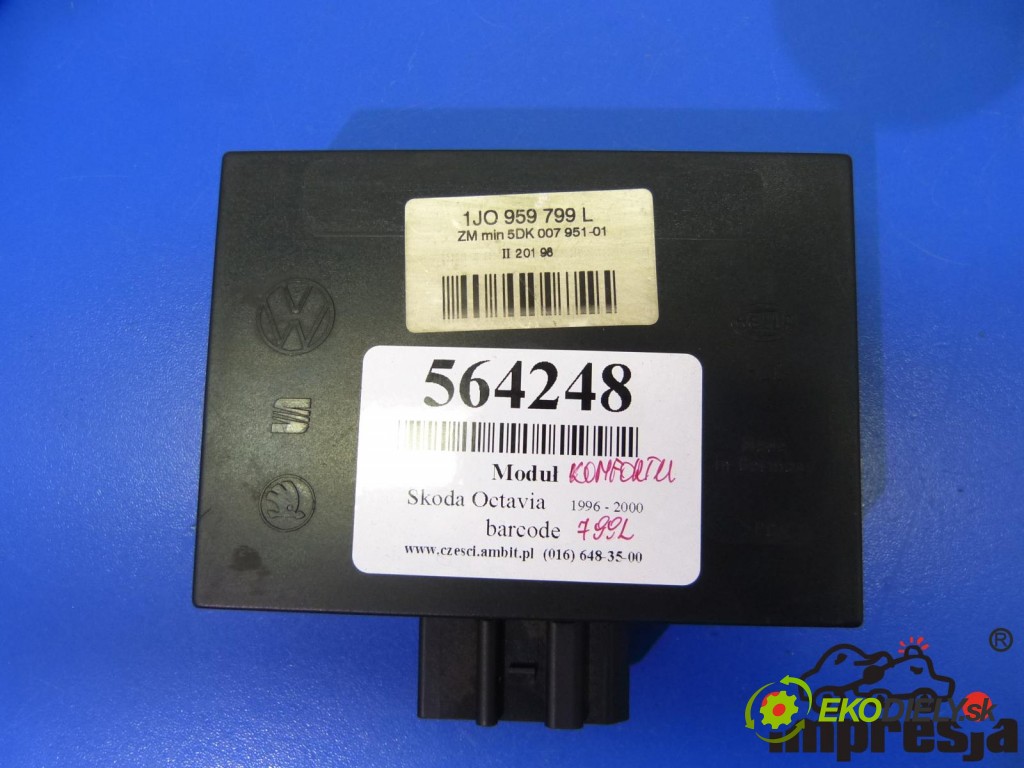 1JO 959 799 L
ZM min 5DK 007 951-01
II 201 98
564248
Moduł KOMFORTU
Skoda Octavia 1996 - 2000
barcode 799L
www.czesci.ambit.pl (016) 648-35-00
®
EKODIELY.sk
impresja